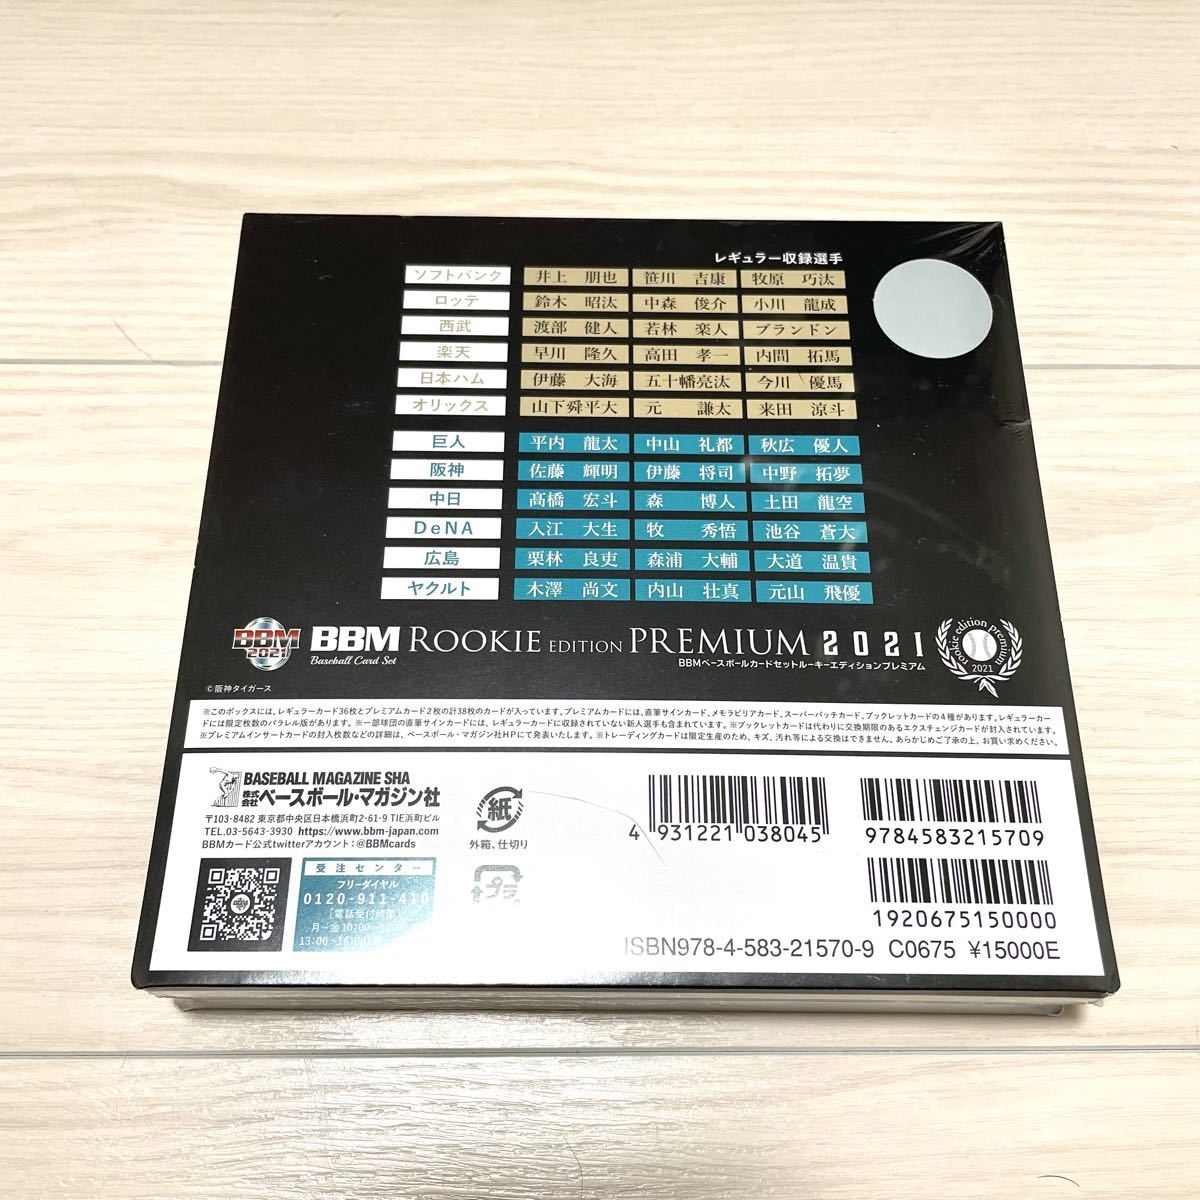 レギュラー収録選手
ソフトバンク 井上 朋也 笹川 吉康 牧原 巧汰
ロッテ 鈴木 昭汰 中森 俊介 小川 龍成
西武 渡部 健人 若林 楽人 ブランドン
楽天 早川 隆久 高田 孝一 内間 拓馬
日本ハム 伊藤 大海 五十幡亮汰 今川 優馬
オリックス 山下舜平大 元 謙太 来田 涼斗
巨人 平内 龍太 中山 礼都 秋広 優人
阪神 佐藤 輝明 伊藤 将司 中野 拓夢
中日 髙橋 宏斗 森 博人 土田 龍空
DeNA 入江 大生 牧 秀悟 池谷 蒼大
広島 栗林 良吏 森浦 大輔 大道 温貴
ヤクルト 木澤 尚文 内山 壮真 元山 飛優
BBM 2021
BBM ROOKIE EDITION PREMIUM 2021
Baseball Card Set
BBMベースボールカードセットルーキーエディションプレミアム
rookie edition premium 2021
©阪神タイガース
※このボックスには、レギュラーカード36枚とプレミアムカード2枚の計38枚のカードが入っています。プレミアムカードには、直筆サインカード、メモラビリアカード、スーパーパッチカード、ブックレットカードの4種があります。レギュラーカー
ドには限定枚数のパラレル版があります。※一部球団の直筆サインカードには、レギュラーカードに収録されていない新人選手も含まれています。※ブックレットカードは代わりに交換期限のあるエクスチェンジカードが封入されています。
※プレミアムインサートカードの封入枚数などの詳細は、ベースボール・マガジン社HPにて発表いたします。※トレーディングカードは限定生産のため、キズ、汚れ等による交換はできません。あらかじめご了承の上、お買い求めください。
BASEBALL MAGAZINE SHA
株式会社ベースボール・マガジン社
〒103-8482 東京都中央区日本橋浜町2-61-9 TIE浜町ビル
TEL.03-5643-3930 https://www.bbm-japan.com
BBMカード公式twitterアカウント：@BBMcards
受注センター
フリーダイヤル
0120-911-410
[電話受付時間]
月〜金10:00〜12:00
13:00〜16:00
紙
外箱、仕切り
プラ
4 931221 038045
9784583215709
1920675150000
ISBN978-4-583-21570-9 C0675 ¥15000E